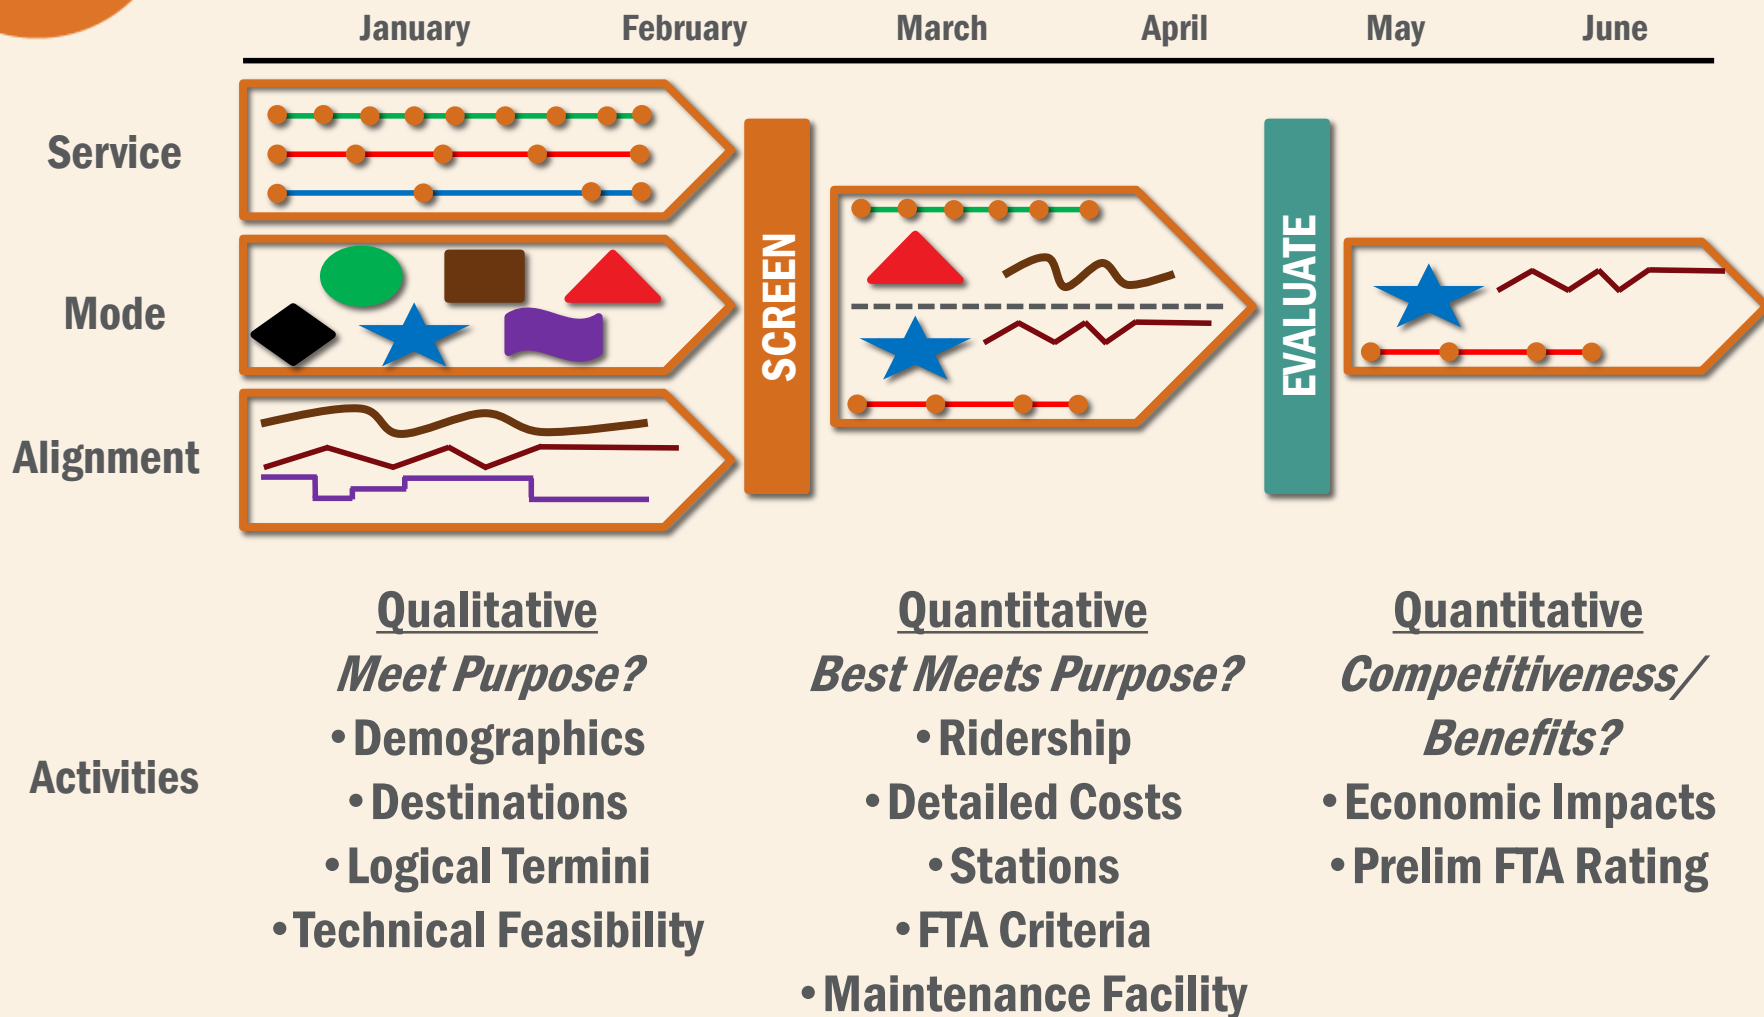 January February March April May June
Service
Mode
Alignment
SCREEN
EVALUATE
Activities
Qualitative
Meet Purpose?
•Demographics
•Destinations
•Logical Termini
•Technical Feasibility
Quantitative
Best Meets Purpose?
•Ridership
•Detailed Costs
•Stations
•FTA Criteria
•Maintenance Facility
Quantitative
Competitiveness/
Benefits?
•Economic Impacts
•Prelim FTA Rating